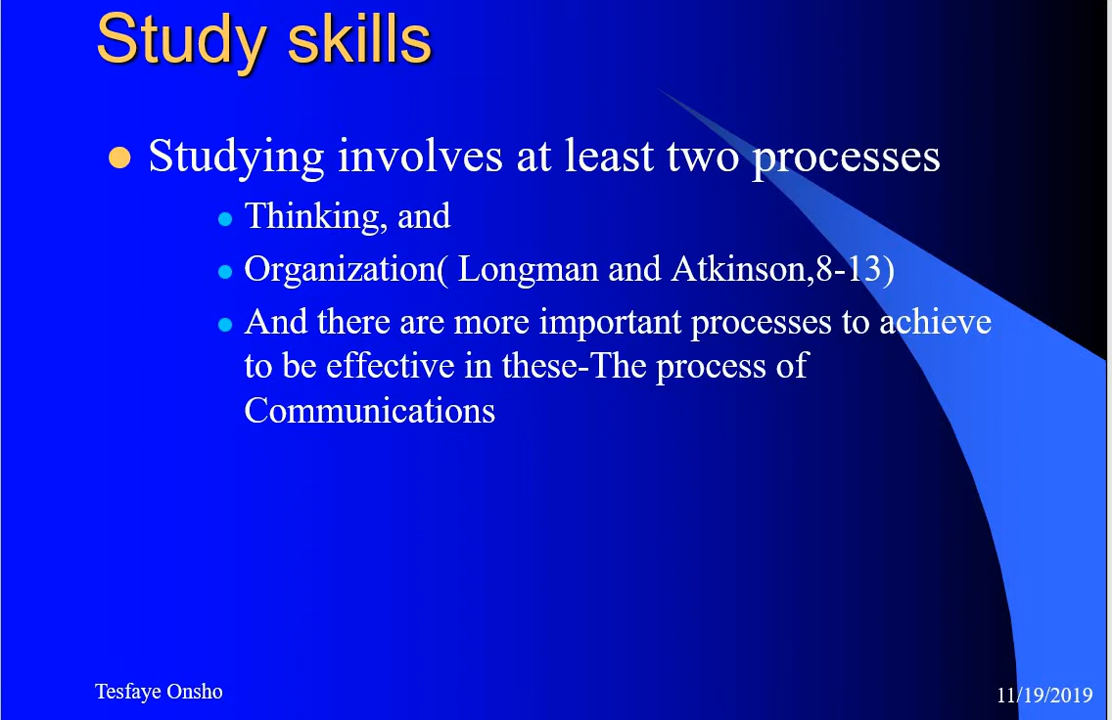 Study skills
Studying involves at least two processes
Thinking, and
Organization( Longman and Atkinson,8-13)
And there are more important processes to achieve
to be effective in these-The process of
Communications
Tesfaye Onsho
11/19/2019